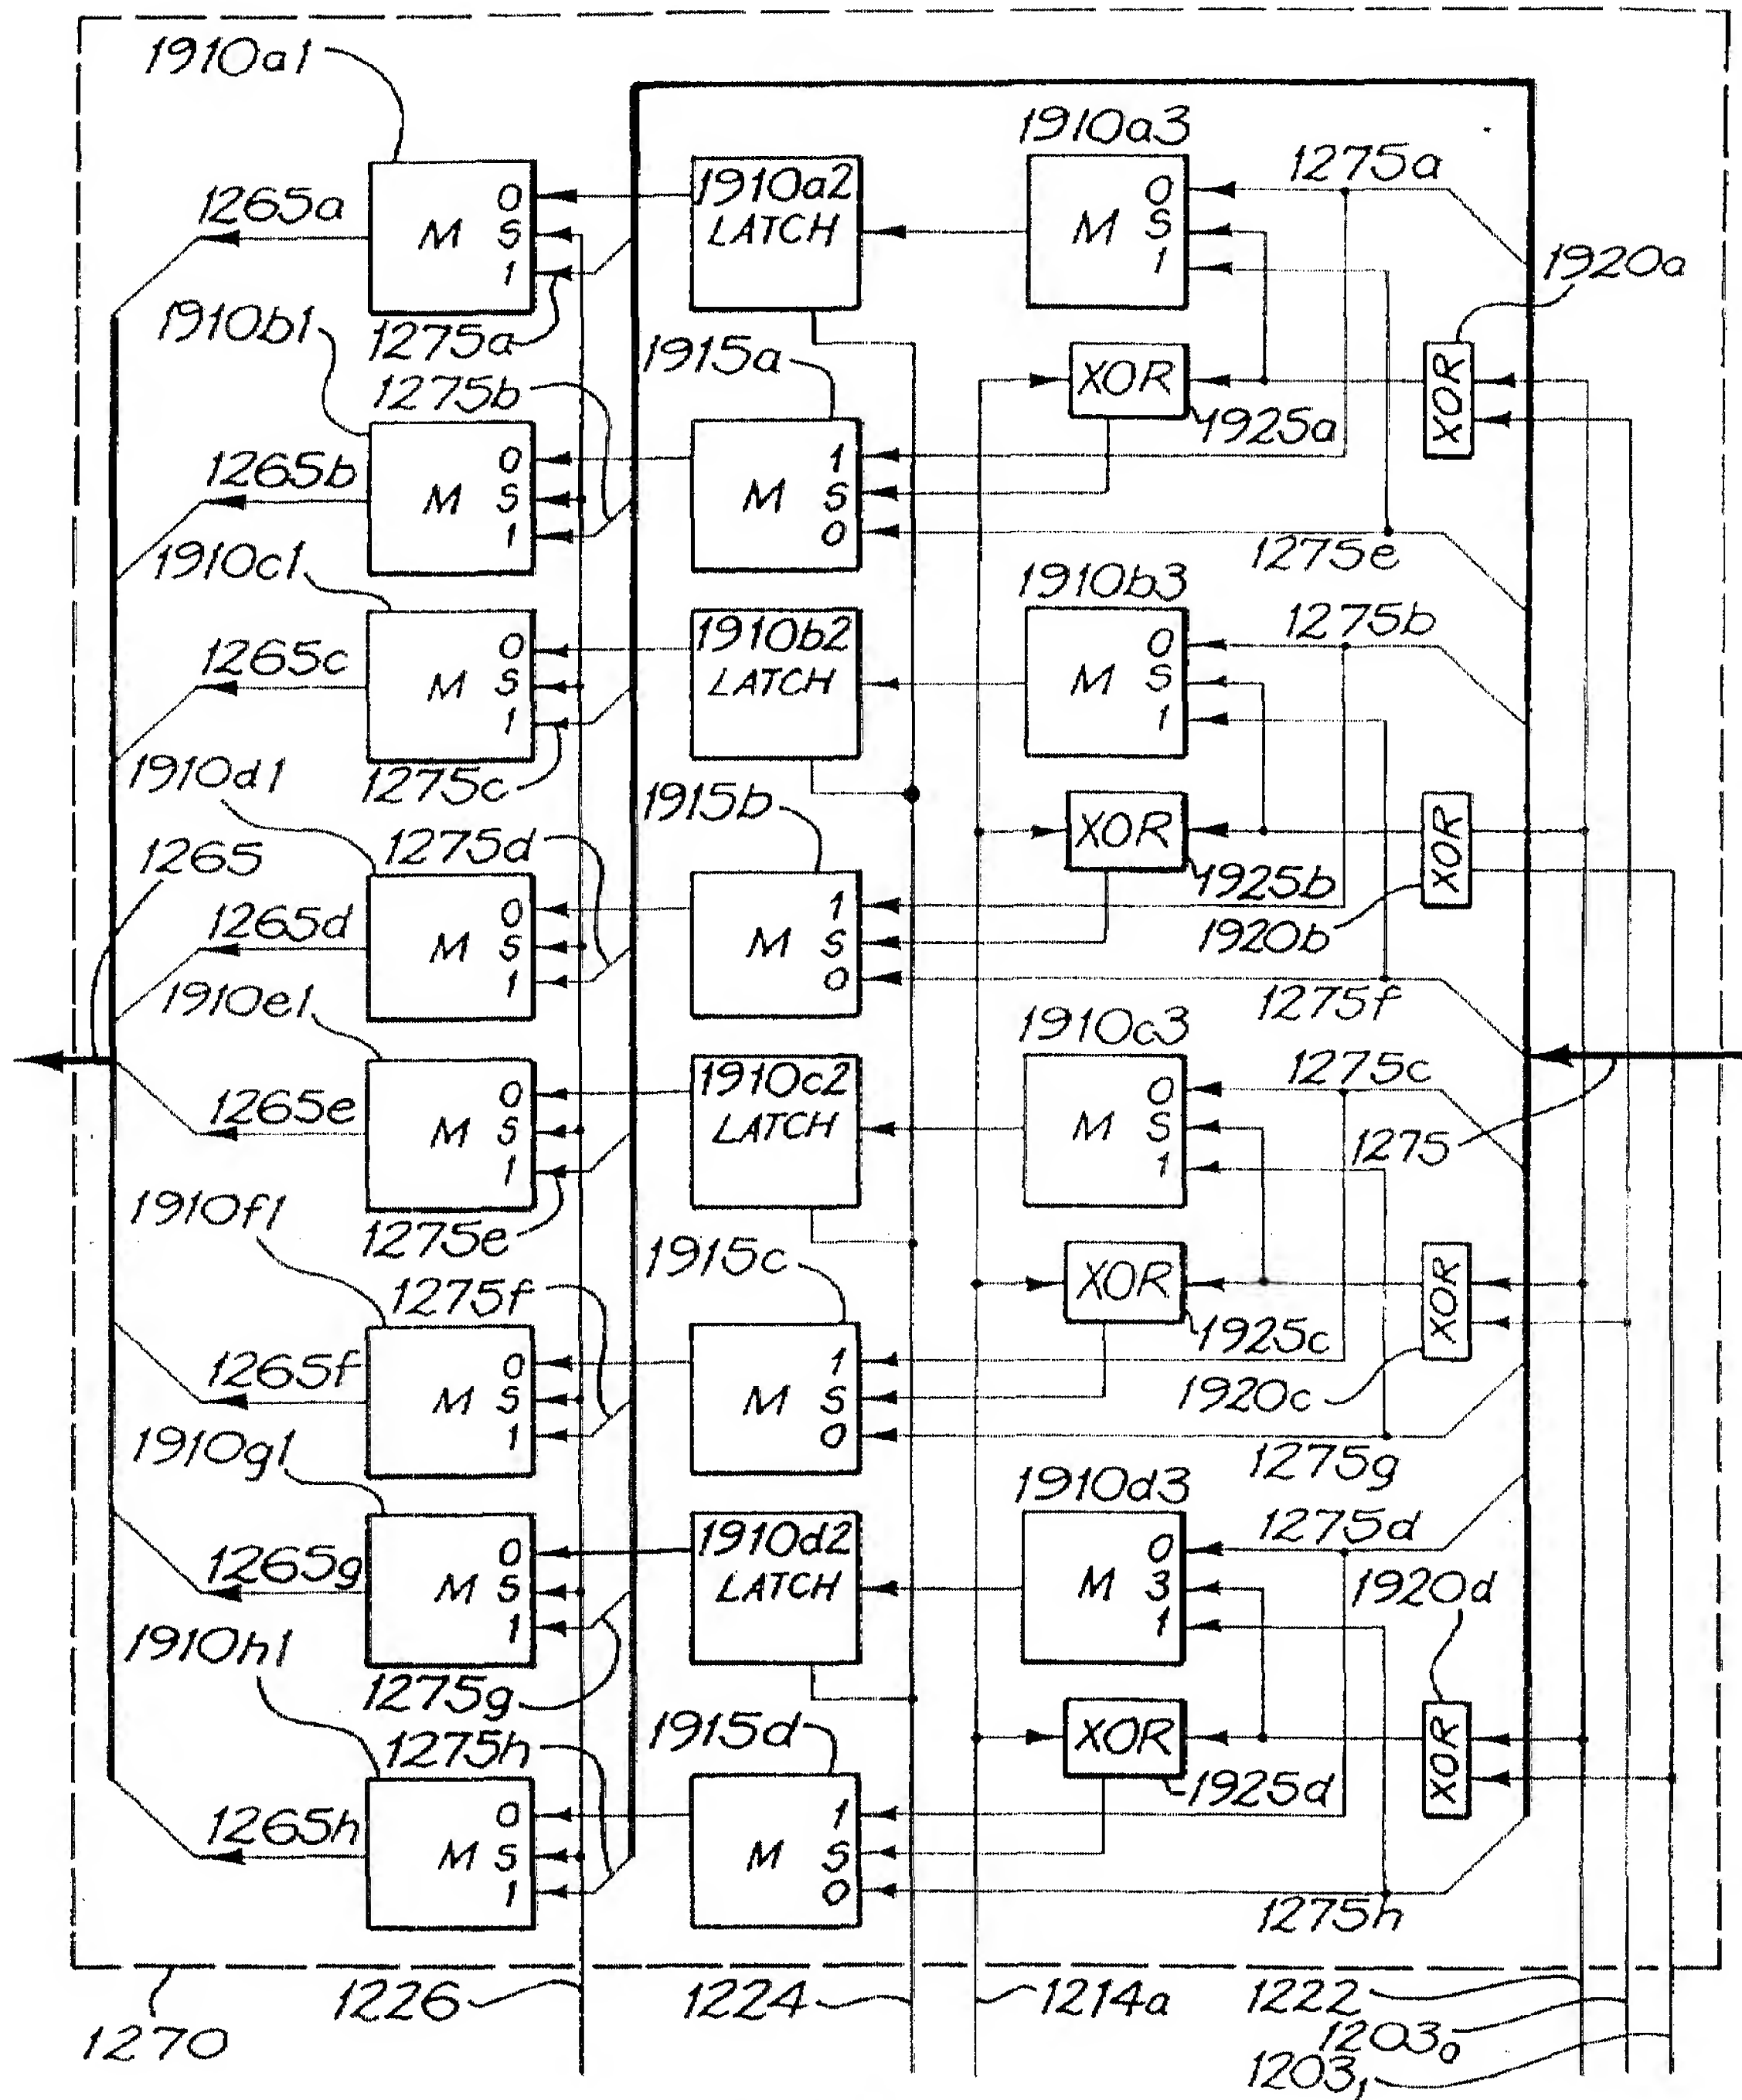 1910a1
1910a3
1275a
1265a
M
0
S
1
1910a2
LATCH
M
0
S
1
1920a
1910b1
1275a
1915a
XOR
XOR
1275b
1925a
1265b
M
0
S
1
M
1
S
0
1910c1
1275e
1910b3
1265c
M
0
S
1
1910b2
LATCH
M
0
S
1
1275b
1910d1
1275c
1915b
XOR
XOR
1265
1275d
1925b
1265d
M
0
S
1
M
1
S
0
1920b
1910e1
1275f
1910c3
1265e
M
0
S
1
1910c2
LATCH
M
0
S
1
1275c
1275
1910f1
1275e
1915c
XOR
XOR
1275f
1925c
1265f
M
0
S
1
M
1
S
0
1920c
1910g1
1275g
1910d3
1275d
1265g
M
0
S
1
1910d2
LATCH
M
0
3
1
1920d
1910h1
1275g
1915d
XOR
XOR
1275h
1925d
1265h
M
0
S
1
M
1
S
0
1275h
1270
1226
1224
1214a
1222
1203₀
1203₁